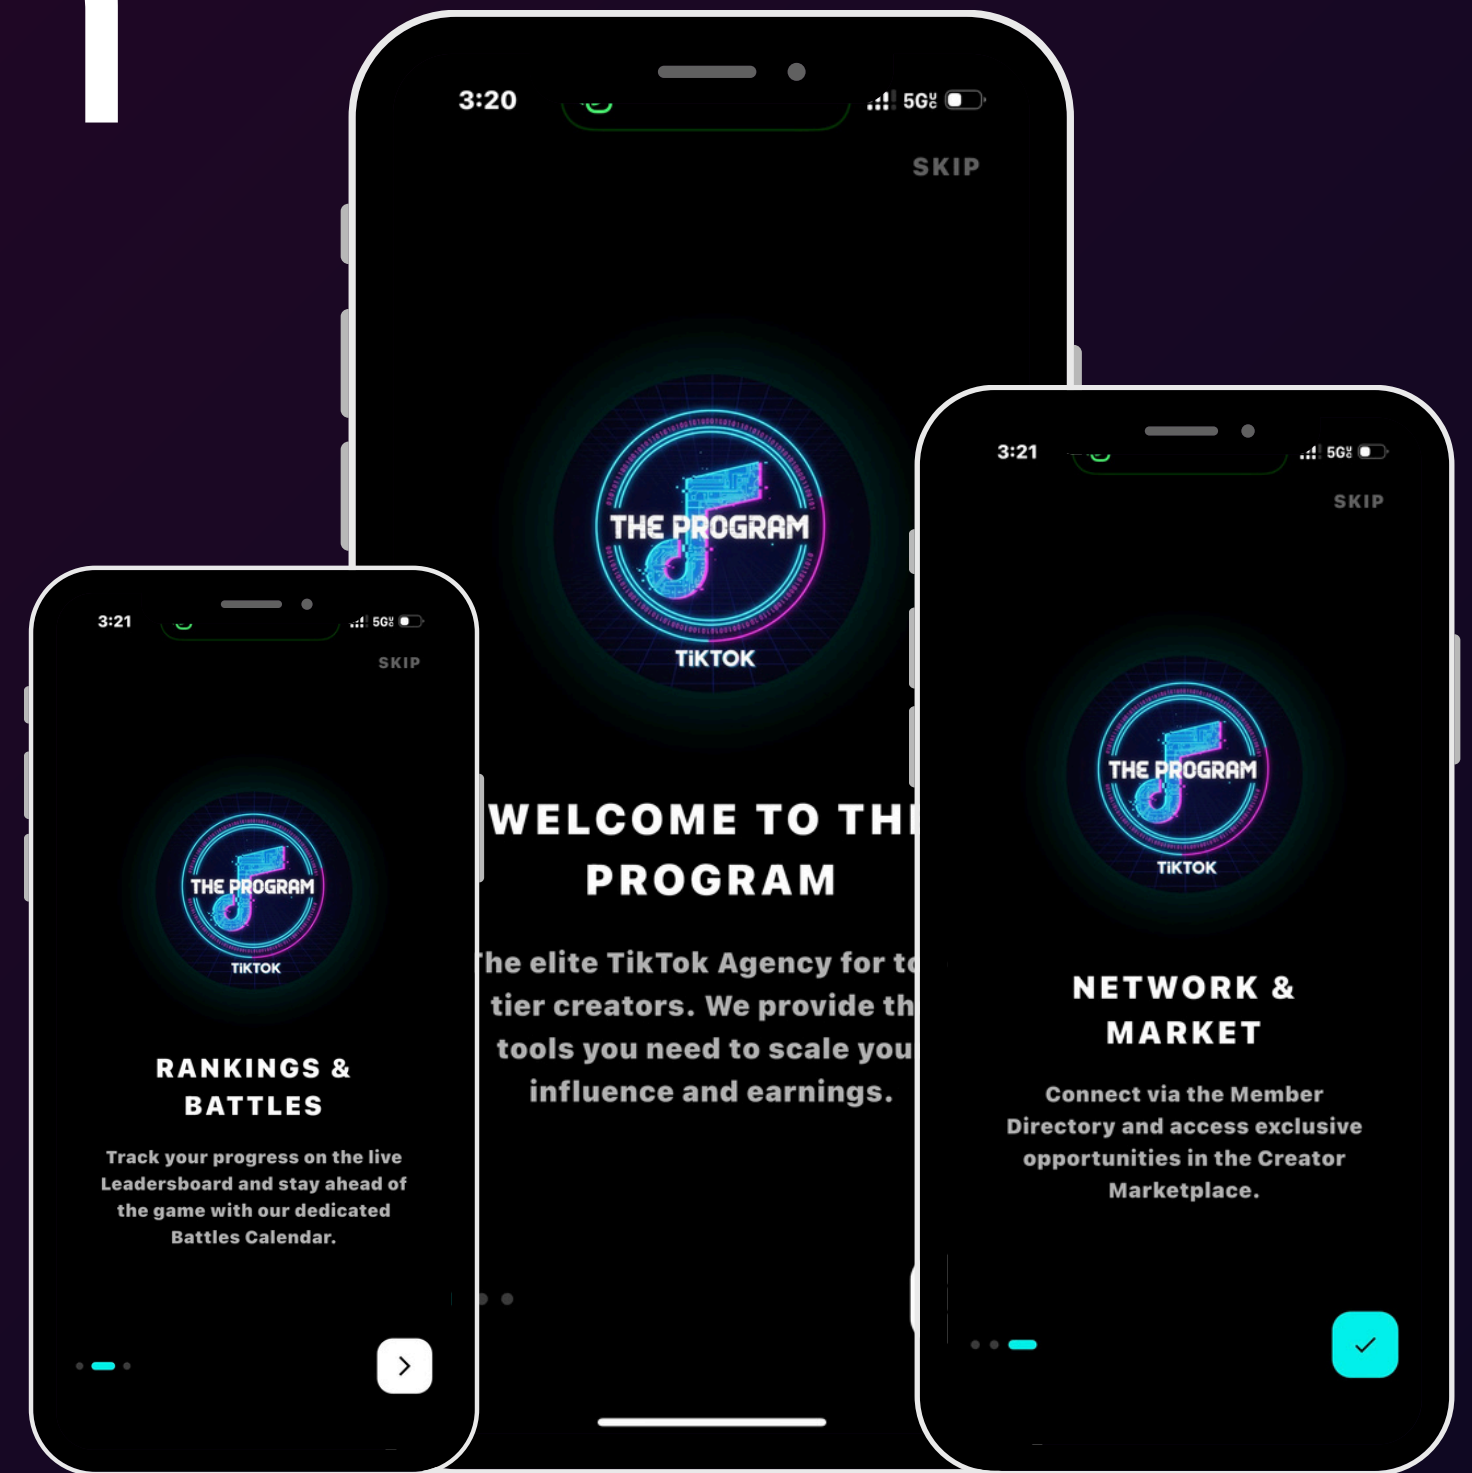 3:20
5G
SKIP
THE PROGRAM
TiKTOK
WELCOME TO THE
PROGRAM
The elite TikTok Agency for to
tier creators. We provide th
tools you need to scale you
influence and earnings.
3:21
5G
SKIP
THE PROGRAM
TiKTOK
RANKINGS &
BATTLES
Track your progress on the live
Leadersboard and stay ahead of
the game with our dedicated
Battles Calendar.
3:21
5G
SKIP
THE PROGRAM
TiKTOK
NETWORK &
MARKET
Connect via the Member
Directory and access exclusive
opportunities in the Creator
Marketplace.